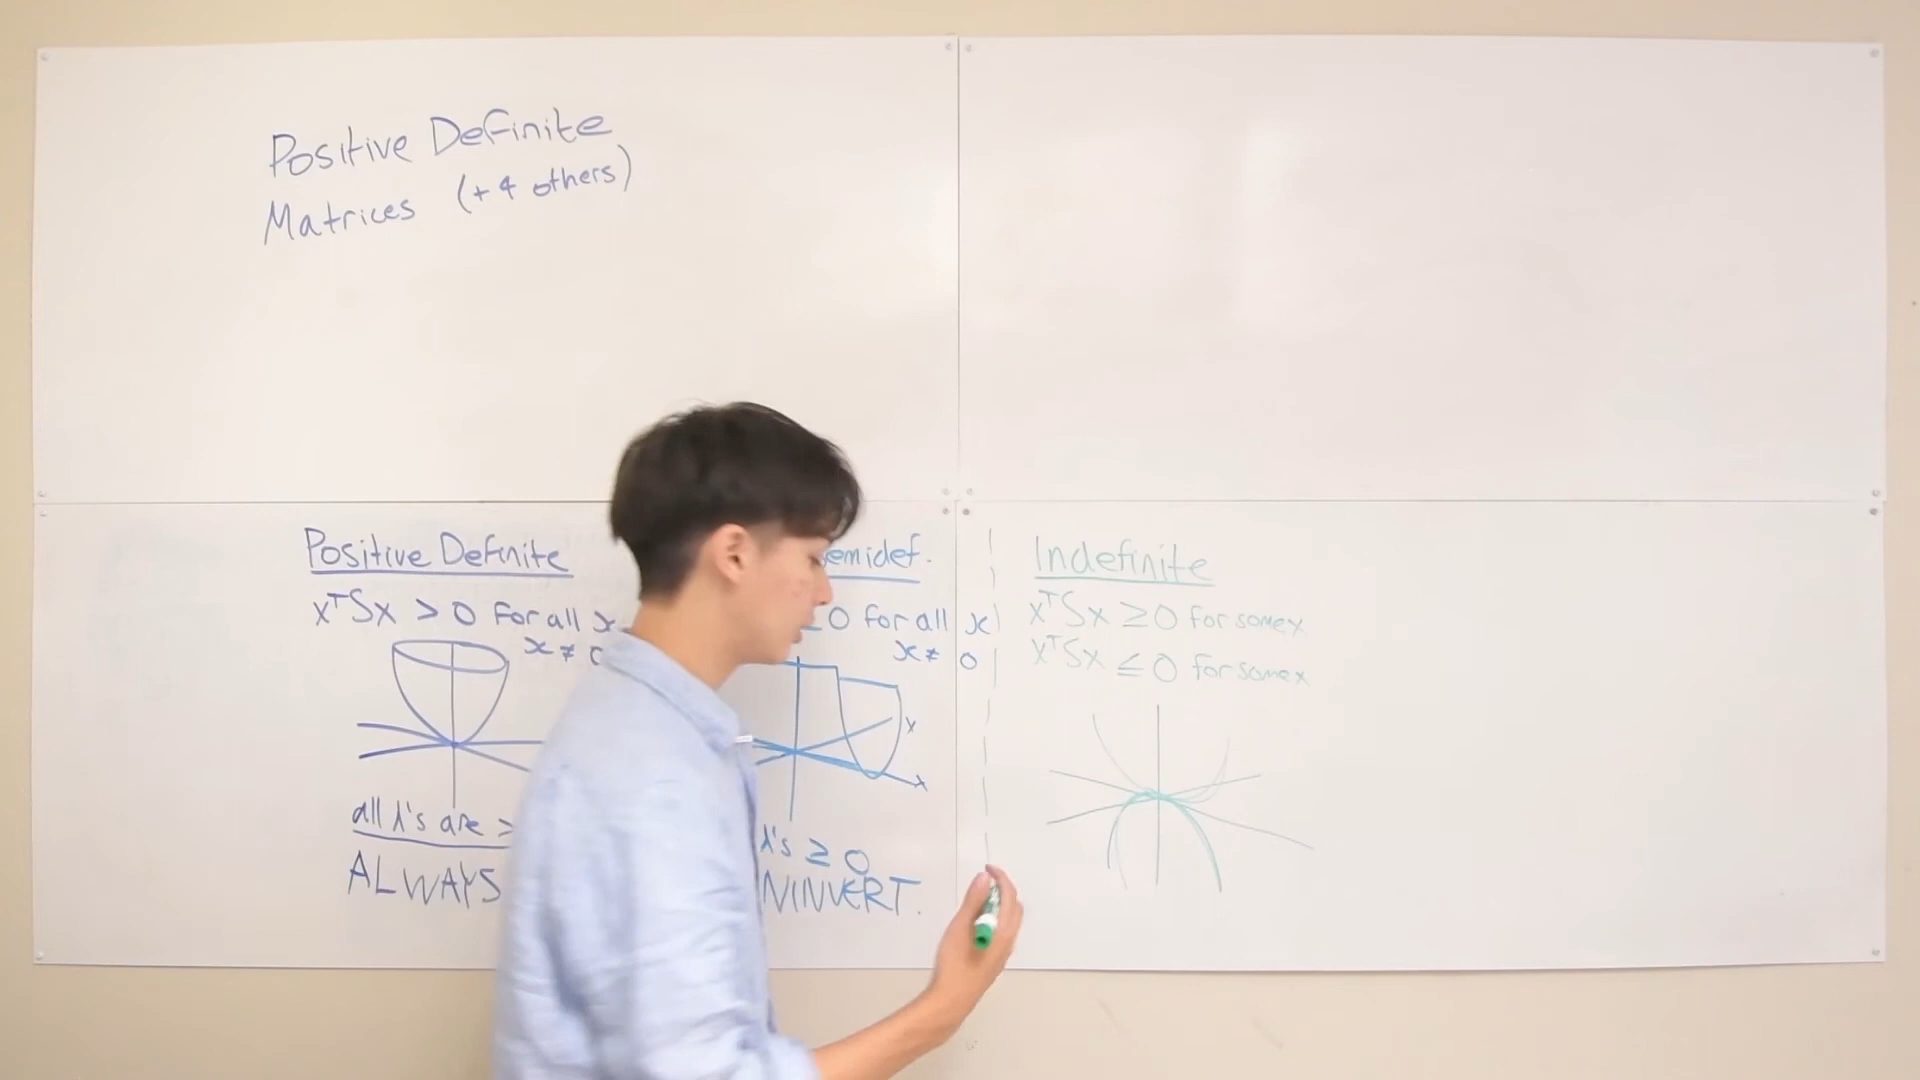 Positive Definite
Matrices (+4 others)
Positive Definite
xᵀSx > 0 for all x
x ≠ 0
all λ's are >
ALWAYS
emidef.
≥0 for all x
x ≠ 0
x
x
λ's ≥ 0
NINVERT.
Indefinite
xᵀSx ≥0 for some x
xᵀSx ≤ 0 for some x